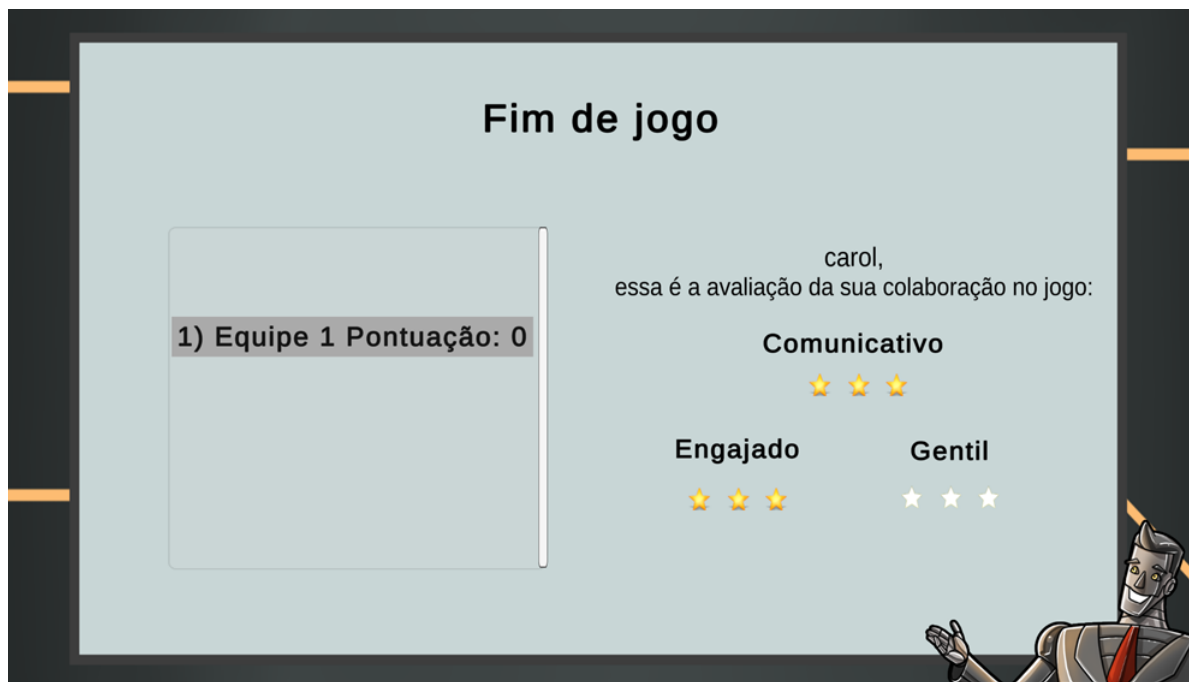 Fim de jogo
1) Equipe 1 Pontuação: 0
carol,
essa é a avaliação da sua colaboração no jogo:
Comunicativo
Engajado
Gentil